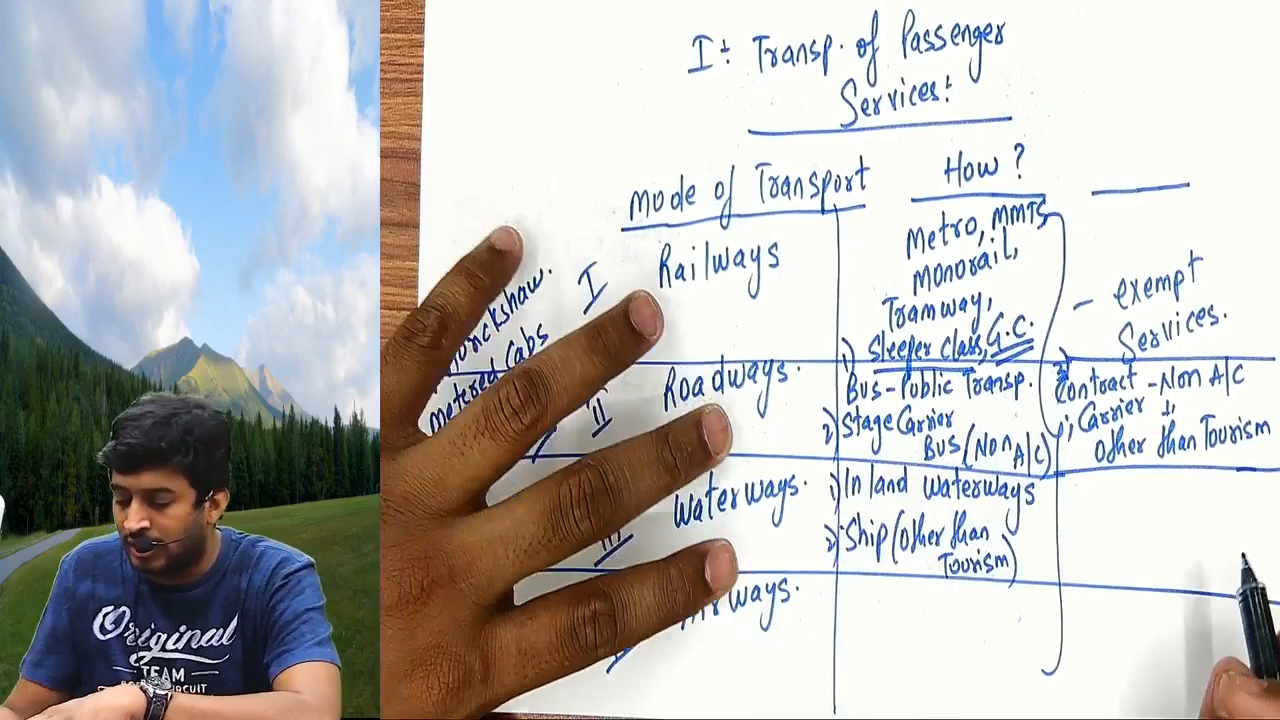 I:- Transp. of Passenger
Services:-
Mode of Transport
How ?
Railways
I
Metro, MMTS
Monorail,
Tramway,
1) Sleeper class, G.C.
- exempt
Services.
metered Cabs
II
Roadways.
Bus-Public Transp.
2) Stage Carrier
Bus (Non A/C)
3) Contract - Non A/C
Carrier
other than Tourism
III
Waterways.
1) Inland waterways
2) Ship (other than
Tourism)
Original
TEAM